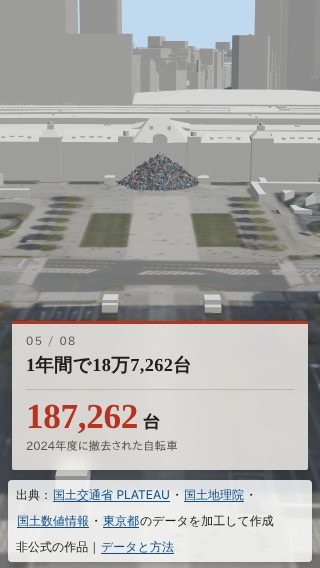 05 / 08
1年間で18万7,262台
187,262 台
2024年度に撤去された自転車
出典：国土交通省 PLATEAU・国土地理院・
国土数値情報・東京都のデータを加工して作成
非公式の作品｜データと方法